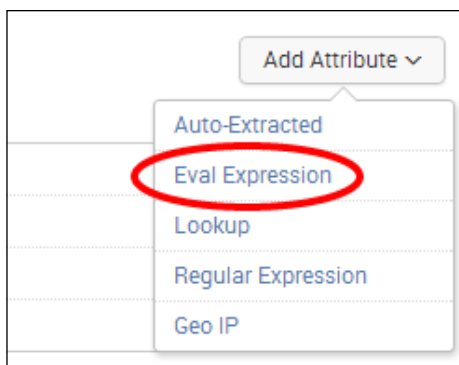 Add Attribute
Auto-Extracted
Eval Expression
Lookup
Regular Expression
Geo IP